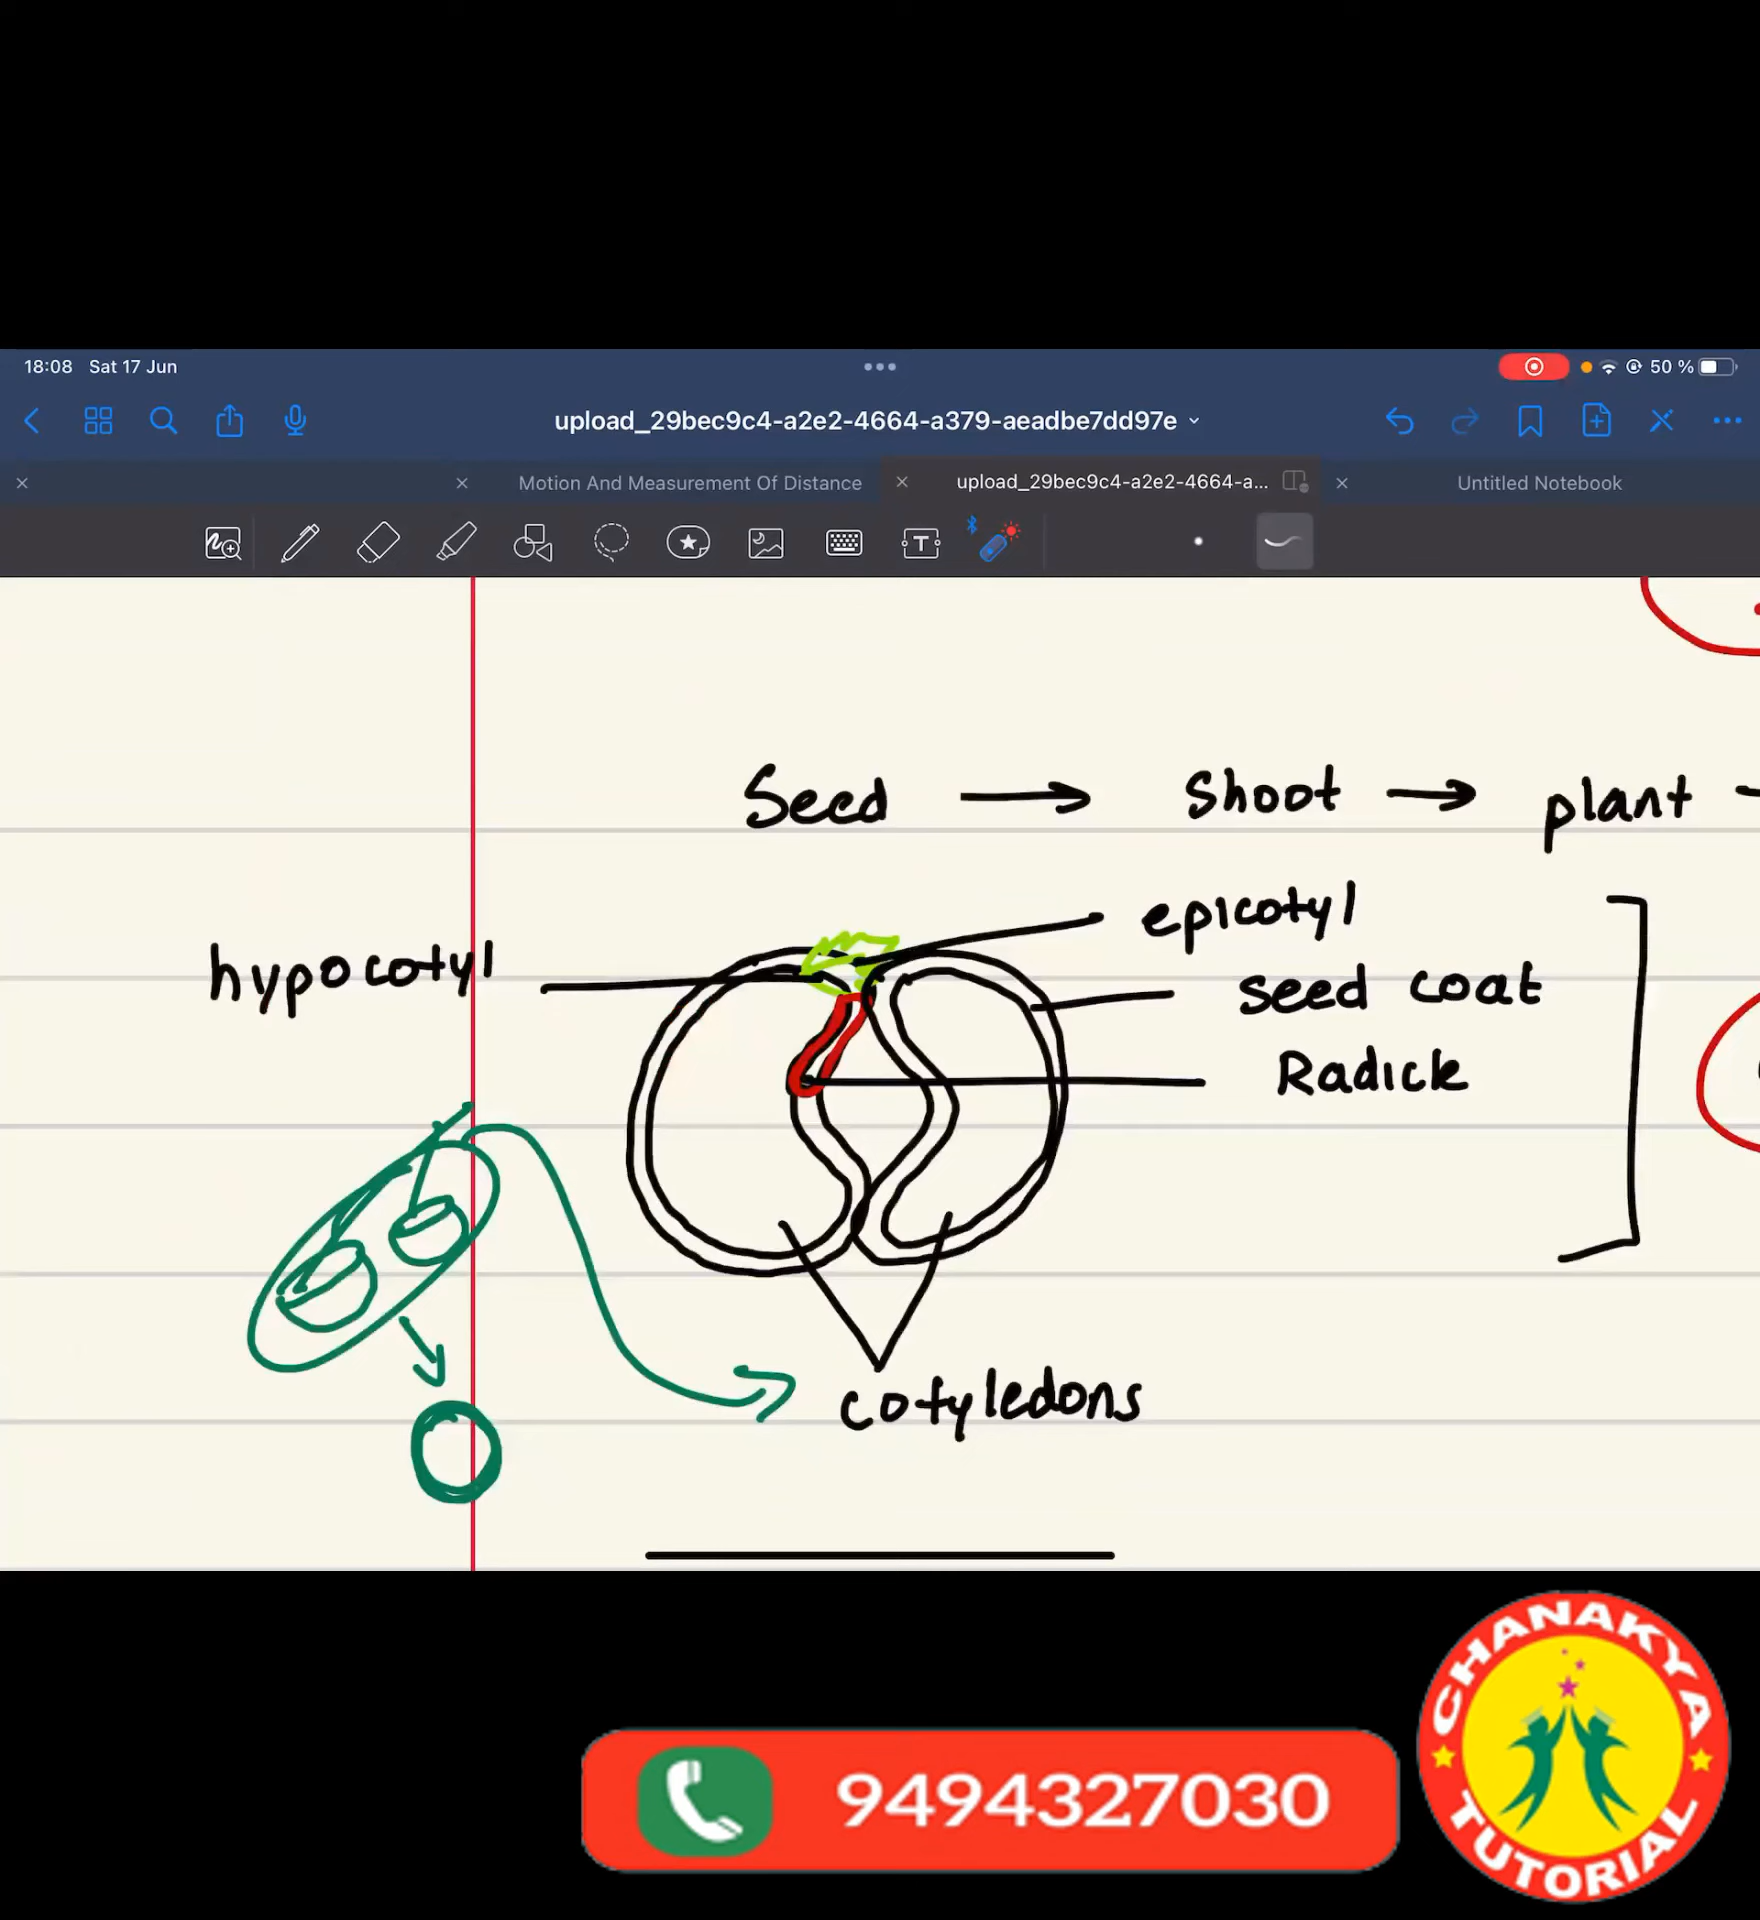 18:08 Sat 17 Jun
50 %
upload_29bec9c4-a2e2-4664-a379-aeadbe7dd97e
Motion And Measurement Of Distance
upload_29bec9c4-a2e2-4664-a...
Untitled Notebook
T
Seed → Shoot → plant
epicotyl
hypocotyl
seed coat
Radicle
cotyledons
CHANAKYA
TUTORIAL
9494327030